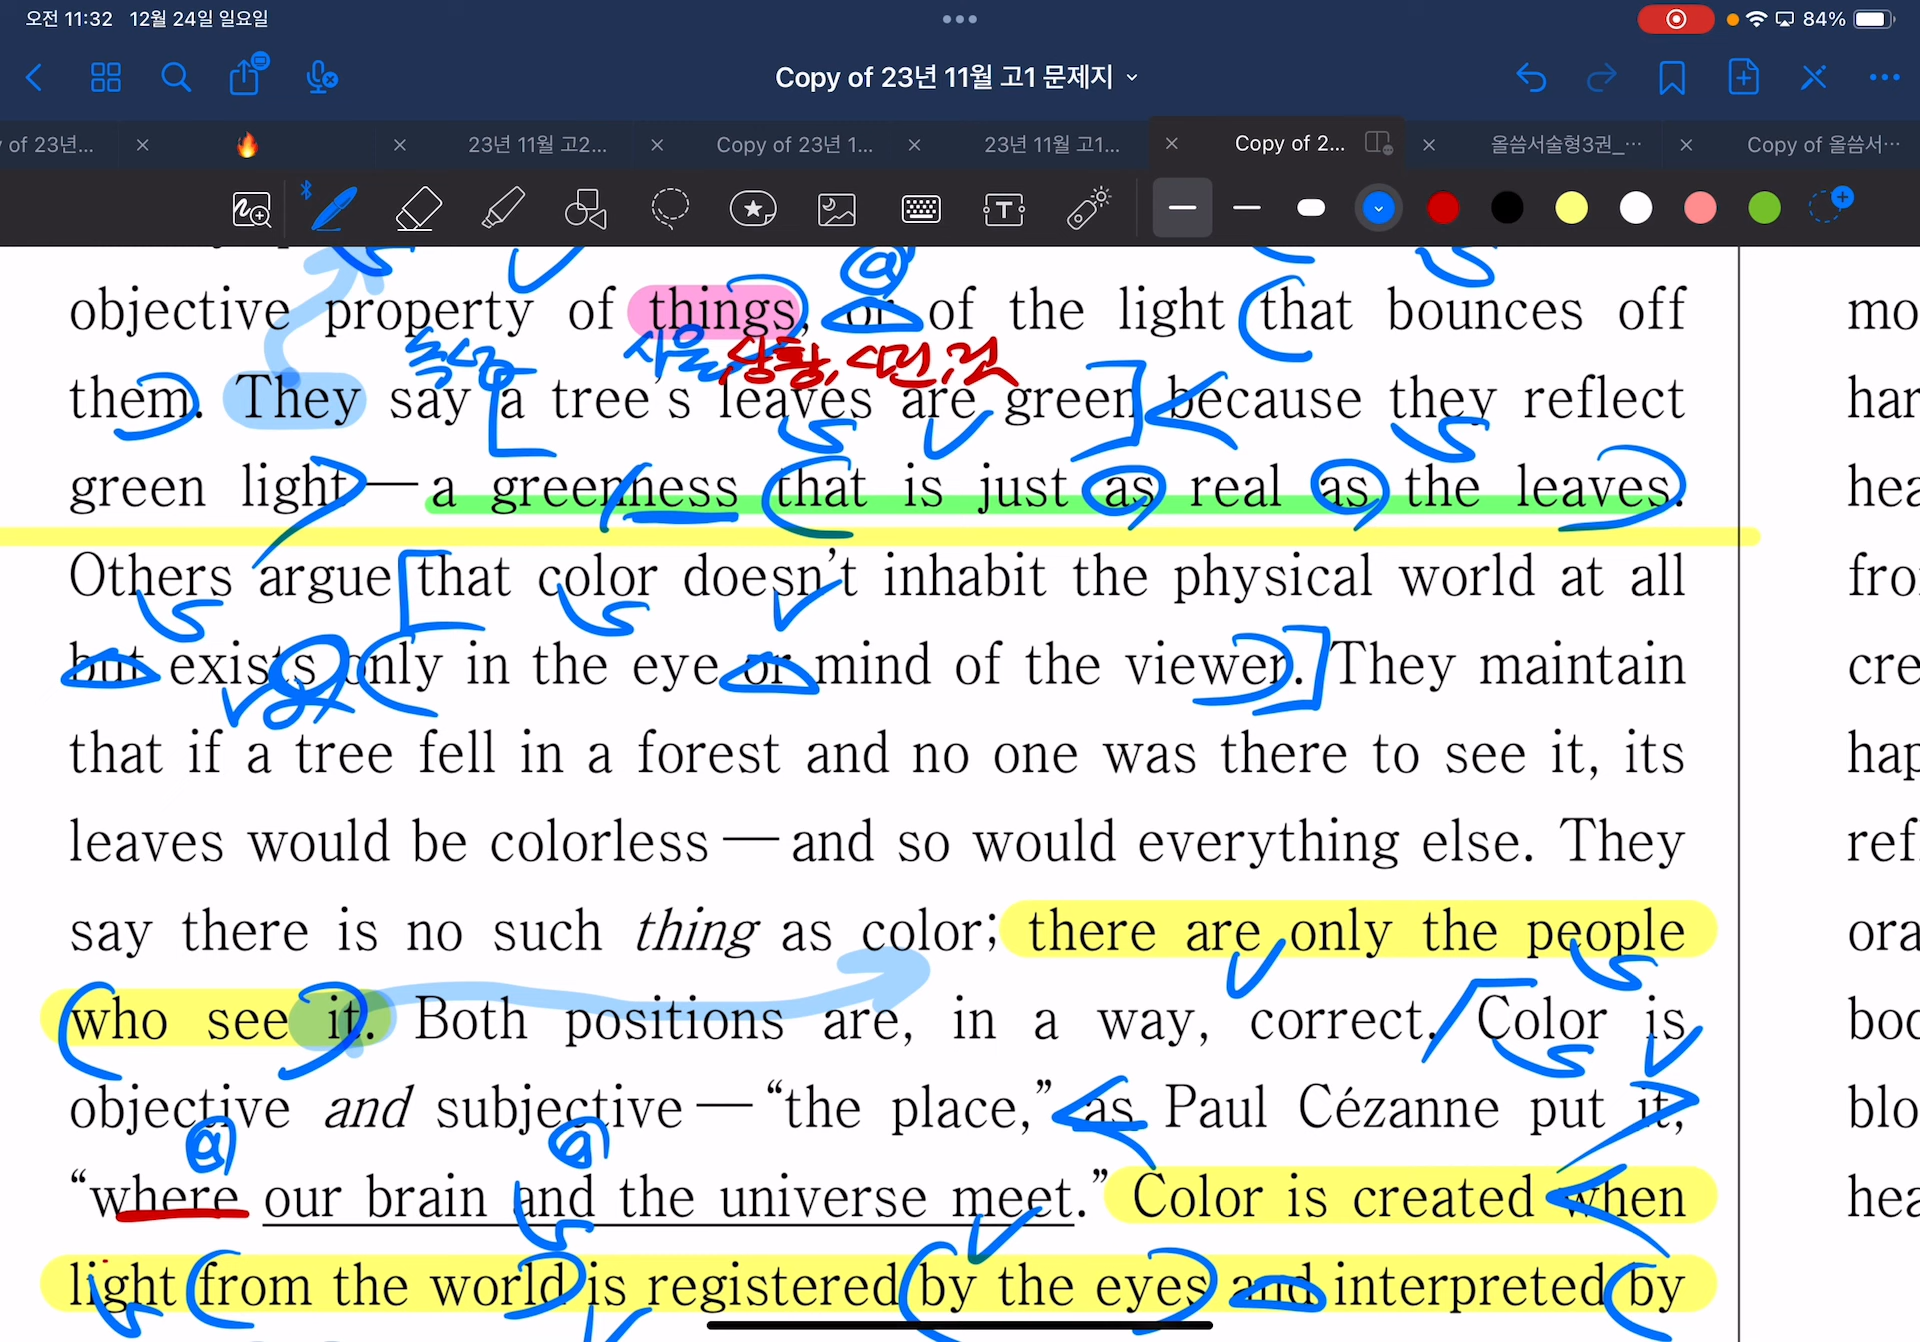 오전 11:32 12월 24일 일요일 84%
Copy of 23년 11월 고1 문제지
of 23년... 23년 11월 고2... Copy of 23년 1... 23년 11월 고1... Copy of 2... 올씀서술형3권_... Copy of 올씀서...
objective property of things, or of the light that bounces off
속성 사물, 상황, 시민, 것
them. They say a tree's leaves are green because they reflect
green light—a greenness that is just as real as the leaves.
Others argue that color doesn't inhabit the physical world at all
but exists only in the eye or mind of the viewer. They maintain
that if a tree fell in a forest and no one was there to see it, its
leaves would be colorless—and so would everything else. They
say there is no such thing as color; there are only the people
who see it. Both positions are, in a way, correct. Color is
objective and subjective—“the place,” as Paul Cézanne put it,
“where our brain and the universe meet.” Color is created when
light from the world is registered by the eyes and interpreted by
mo
har
hea
fro
cre
hap
ref
ora
boo
blo
hea